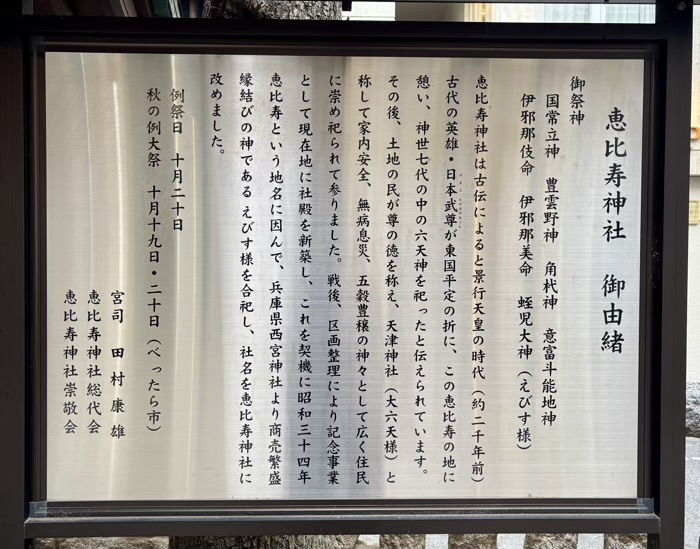 恵比寿神社　御由緒
御祭神
国常立神　豊雲野神　角杙神　意富斗能地神
伊邪那伎命　伊邪那美命　蛭児大神（えびす様）
恵比寿神社は古伝によると景行天皇の時代（約二千年前）
古代の英雄・日本武尊が東国平定の折に、この恵比寿の地に
憩い、神世七代の中の六天神を祀ったと伝えられています。
その後、土地の民が尊の徳を称え、天津神社（大六天様）と
称して家内安全、無病息災、五穀豊穣の神々として広く住民
に崇め祀られて参りました。戦後、区画整理により記念事業
として現在地に社殿を新築し、これを契機に昭和三十四年
恵比寿という地名に因んで、兵庫県西宮神社より商売繁盛
縁結びの神である えびす様を合祀し、社名を恵比寿神社に
改めました。
例祭日　十月二十日
秋の例大祭　十月十九日・二十日（べったら市）
宮司　田村康雄
恵比寿神社総代会
恵比寿神社崇敬会